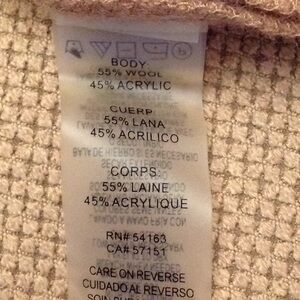 BODY:
55% WOOL
45% ACRYLIC
CUERP
55% LANA
45% ACRILICO
CORPS:
55% LAINE
45% ACRYLIQUE
RN# 54163
CA# 57151
CARE ON REVERSE
CUIDADO AL REVERSO